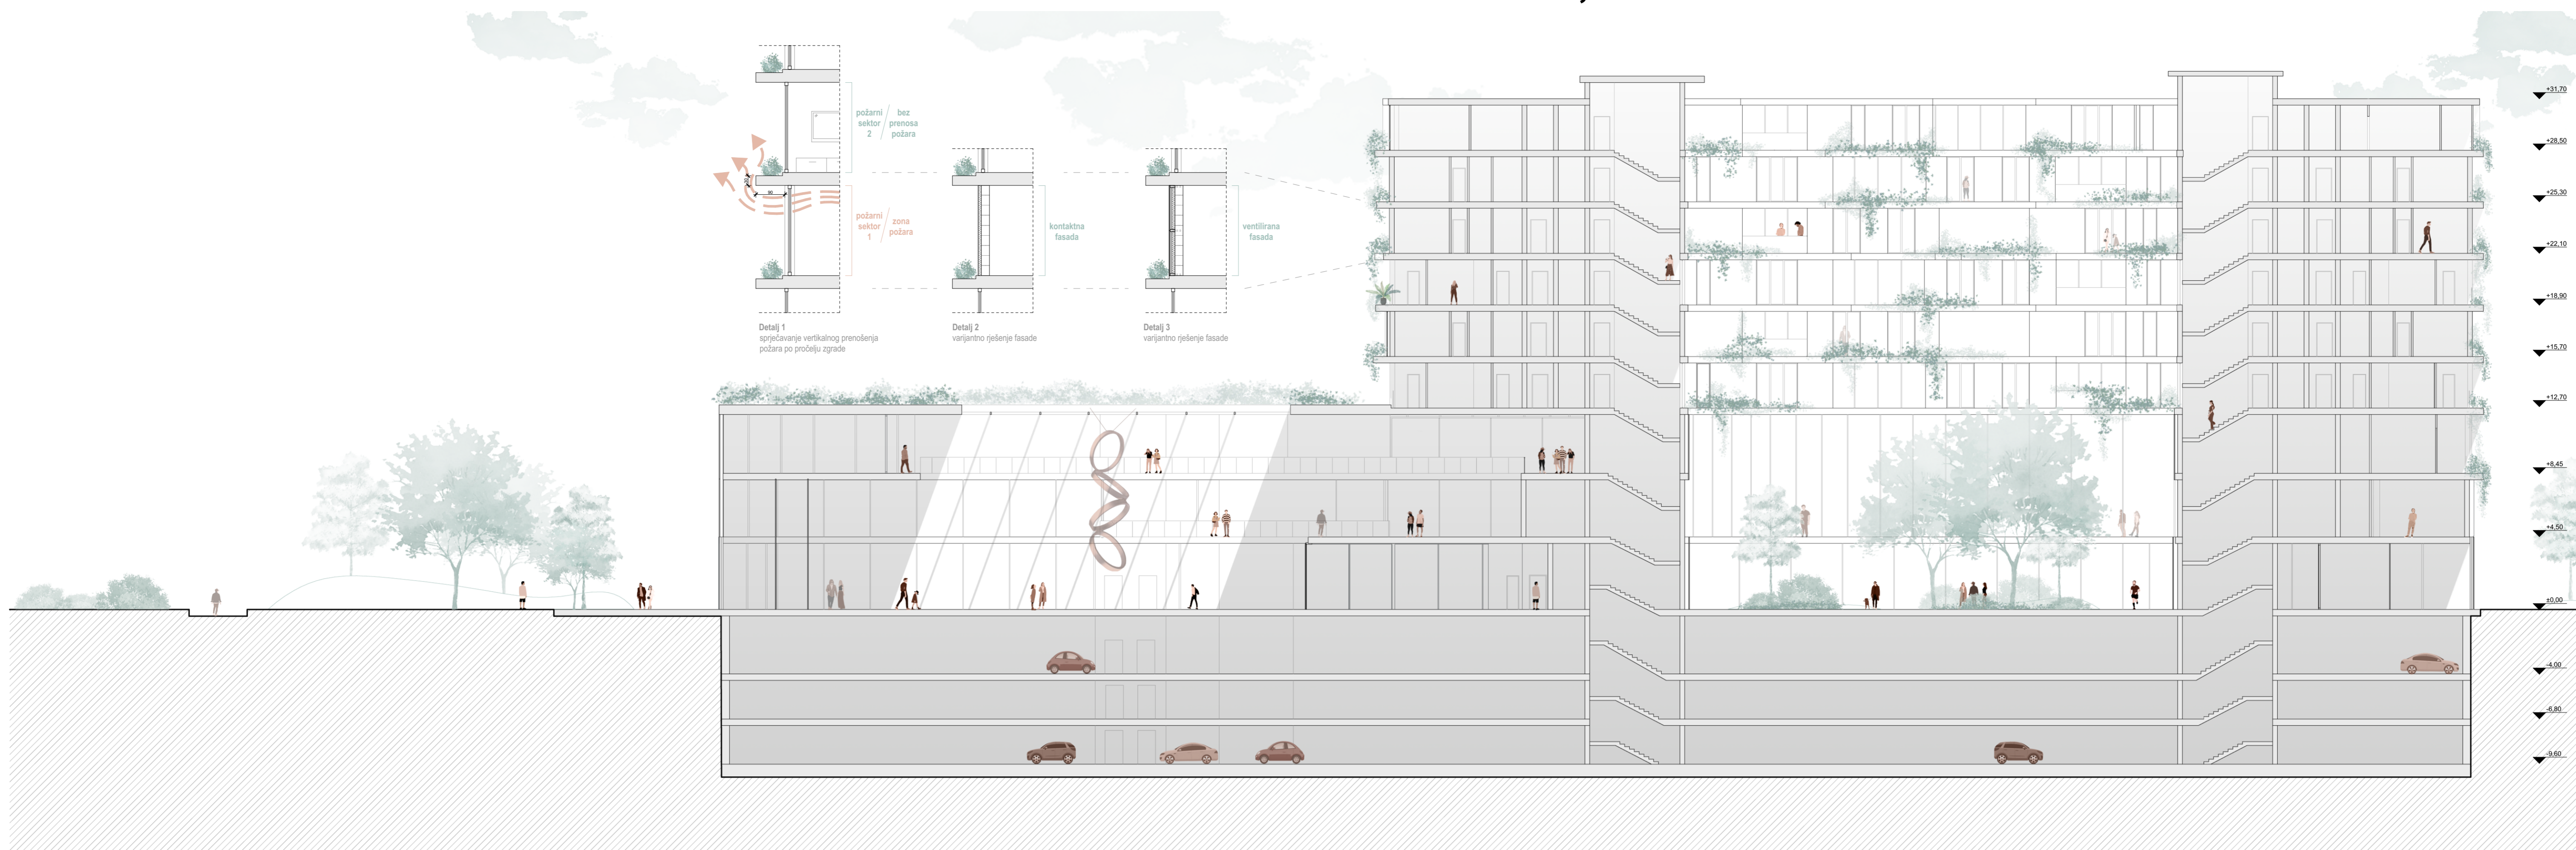 požarni
sektor
2
bez
prenosa
požara
30
90
požarni
sektor
1
zona
požara
kontaktna
fasada
ventilirana
fasada
Detalj 1
sprječavanje vertikalnog prenošenja
požara po pročelju zgrade
Detalj 2
varijantno rješenje fasade
Detalj 3
varijantno rješenje fasade
+31,70
+28,50
+25,30
+22,10
+18,90
+15,70
+12,70
+8,45
+4,50
±0,00
-4,00
-6,80
-9,60